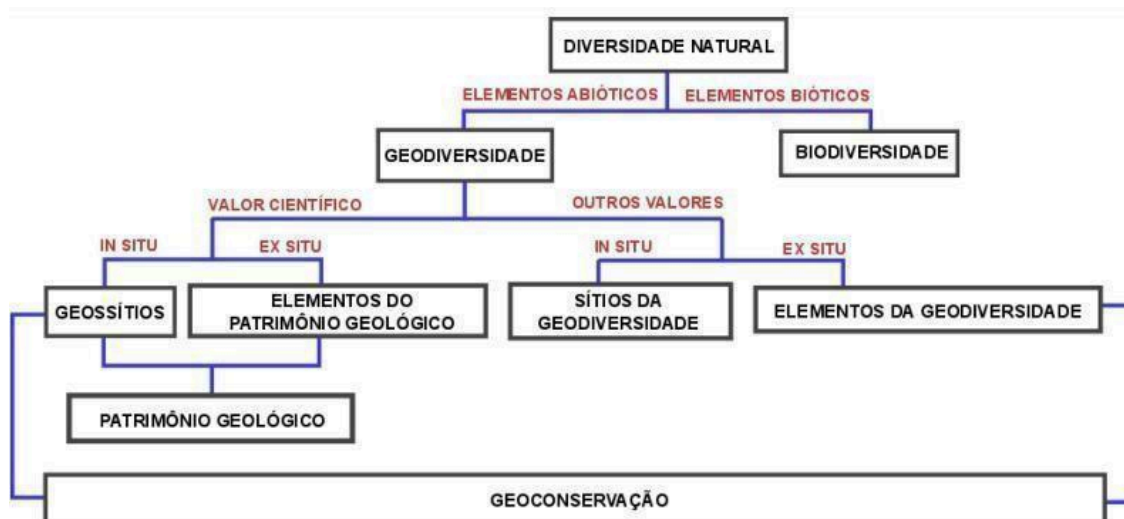 DIVERSIDADE NATURAL
ELEMENTOS ABIÓTICOS
ELEMENTOS BIÓTICOS
GEODIVERSIDADE
BIODIVERSIDADE
VALOR CIENTÍFICO
OUTROS VALORES
IN SITU
EX SITU
IN SITU
EX SITU
GEOSSÍTIOS
ELEMENTOS DO
PATRIMÔNIO GEOLÓGICO
SÍTIOS DA
GEODIVERSIDADE
ELEMENTOS DA GEODIVERSIDADE
PATRIMÔNIO GEOLÓGICO
GEOCONSERVAÇÃO